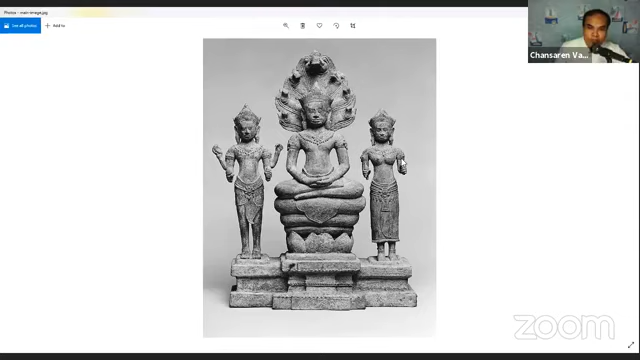 Photos - main-image.jpg
See all photos
Add to
Chansaren Va...
zoom